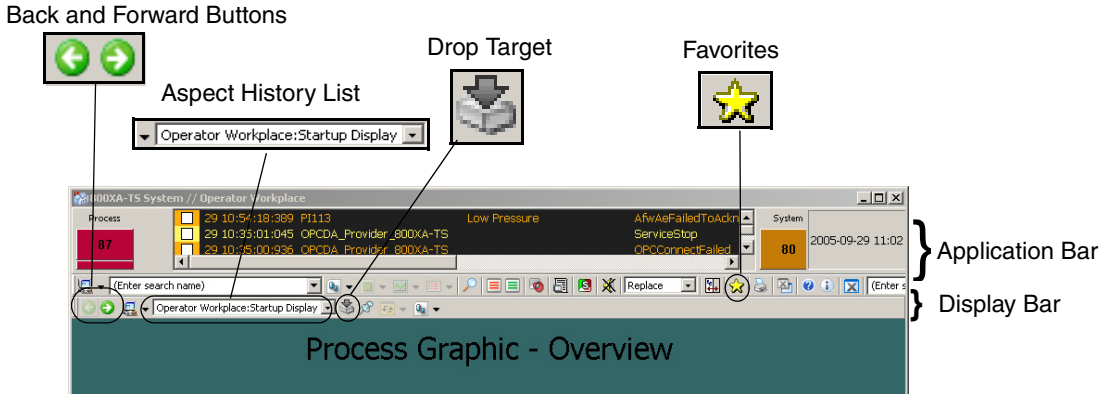 Back and Forward Buttons
Drop Target
Favorites
Aspect History List
Operator Workplace:Startup Display
800XA-TS System // Operator Workplace
Process
29 10:54:18:389 PI113 Low Pressure AfwAeFailedToAckn
System
87
29 10:35:01:045 OPCDA_Provider_800XA-TS ServiceStop
80
2005-09-29 11:02
29 10:35:00:936 OPCDA_Provider_800XA-TS OPCConnectFailed
Application Bar
(Enter search name)
Replace
(Enter s
Operator Workplace:Startup Display
Display Bar
Process Graphic - Overview